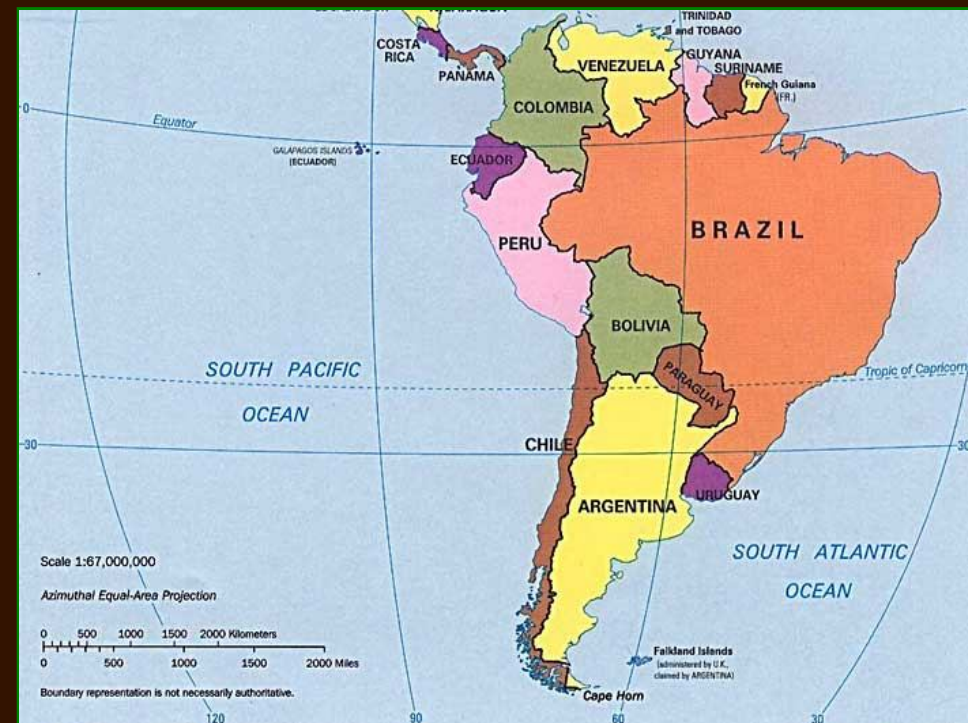 TRINIDAD
and TOBAGO
COSTA
RICA
PANAMA
VENEZUELA
GUYANA
SURINAME
French Guiana
(FR.)
COLOMBIA
0
Equator
GALAPAGOS ISLANDS
(ECUADOR)
ECUADOR
PERU
BRAZIL
BOLIVIA
SOUTH PACIFIC
OCEAN
PARAGUAY
Tropic of Capricorn
30
CHILE
30
ARGENTINA
URUGUAY
SOUTH ATLANTIC
OCEAN
Scale 1:67,000,000
Azimuthal Equal-Area Projection
0 500 1000 1500 2000 Kilometers
0 500 1000 1500 2000 Miles
Boundary representation is not necessarily authoritative.
Falkland Islands
(administered by U.K.,
claimed by ARGENTINA)
Cape Horn
120 90 60 30